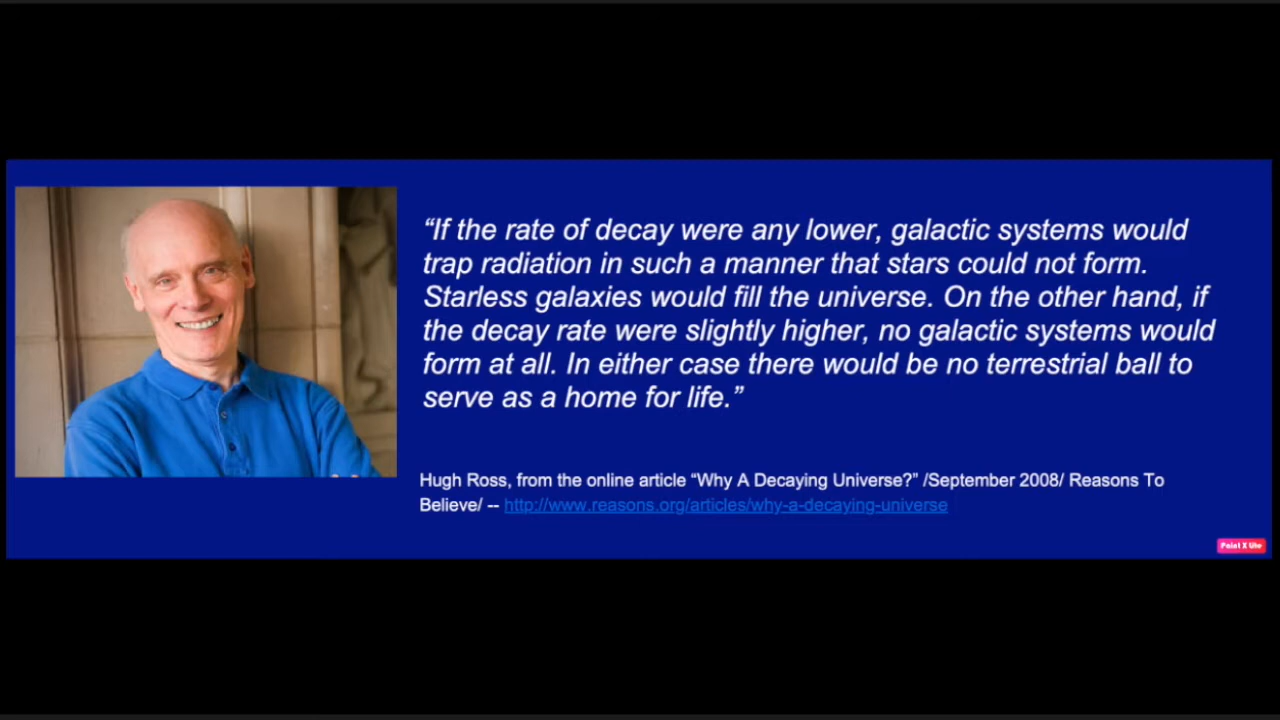 “If the rate of decay were any lower, galactic systems would
trap radiation in such a manner that stars could not form.
Starless galaxies would fill the universe. On the other hand, if
the decay rate were slightly higher, no galactic systems would
form at all. In either case there would be no terrestrial ball to
serve as a home for life.”
Hugh Ross, from the online article “Why A Decaying Universe?” /September 2008/ Reasons To
Believe/ -- http://www.reasons.org/articles/why-a-decaying-universe
Paint X Lite